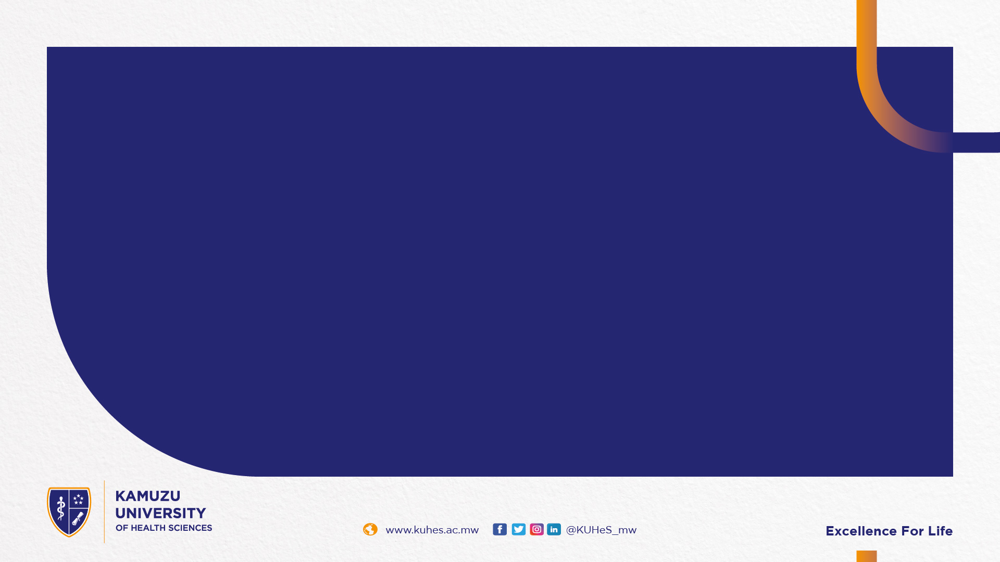 KAMUZU
UNIVERSITY
OF HEALTH SCIENCES
www.kuhes.ac.mw
@KUHeS_mw
Excellence For Life